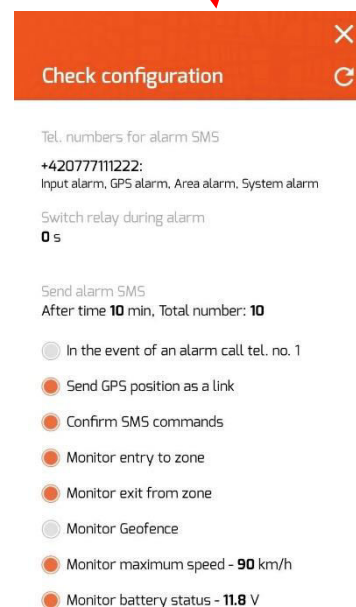 Check configuration
Tel. numbers for alarm SMS
+420777111222:
Input alarm, GPS alarm, Area alarm, System alarm
Switch relay during alarm
0 s
Send alarm SMS
After time 10 min, Total number: 10
In the event of an alarm call tel. no. 1
Send GPS position as a link
Confirm SMS commands
Monitor entry to zone
Monitor exit from zone
Monitor Geofence
Monitor maximum speed - 90 km/h
Monitor battery status - 11.8 V